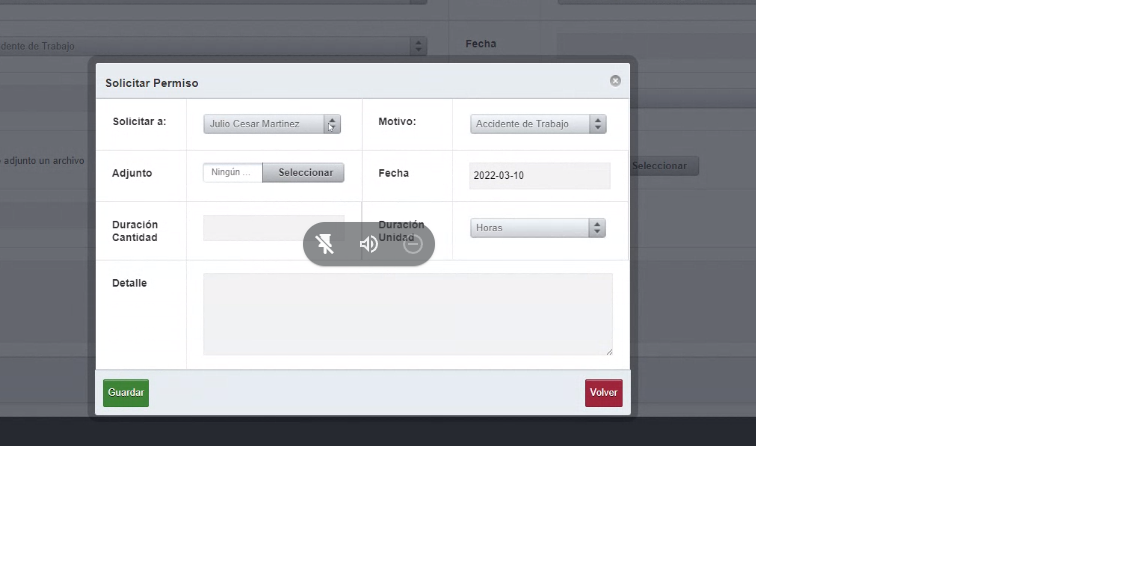 idente de Trabajo
Fecha
Solicitar Permiso
Solicitar a:
Julio Cesar Martinez
Motivo:
Accidente de Trabajo
adjunto un archivo
Adjunto
Ningún ...
Seleccionar
Fecha
2022-03-10
Seleccionar
Duración
Cantidad
Duración
Unidad
Horas
Detalle
Guardar
Volver